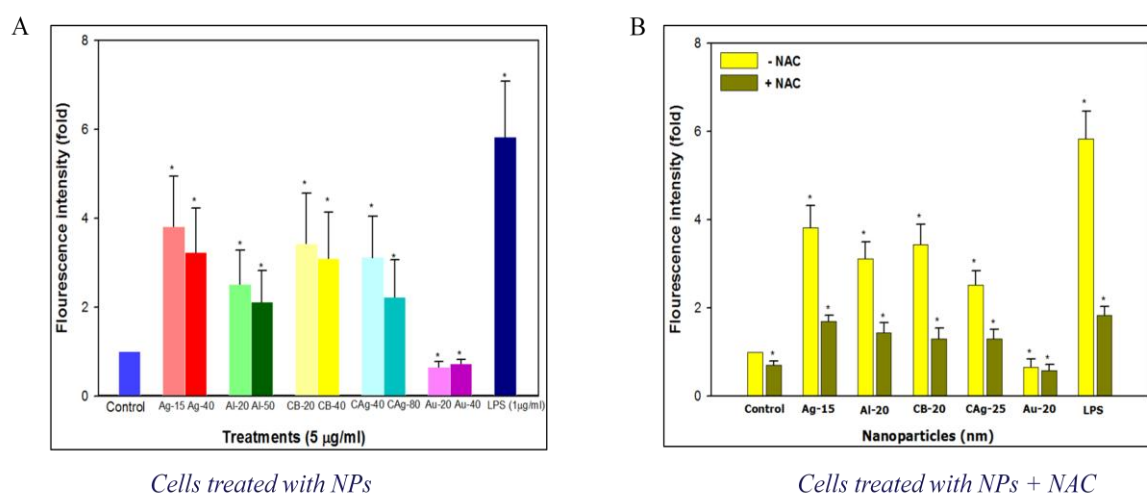 A
Flourescence intensity (fold)
8
6
4
2
0
* * * * * * * * * * *
Control Ag-15 Ag-40 Al-20 Al-50 CB-20 CB-40 CAg-40 CAg-80 Au-20 Au-40 LPS (1µg/ml)
Treatments (5 µg/ml)
Cells treated with NPs
B
Flourescence intensity (fold)
8
6
4
2
0
- NAC
+ NAC
* * * * * * * * * * * * *
Control Ag-15 Al-20 CB-20 CAg-25 Au-20 LPS
Nanoparticles (nm)
Cells treated with NPs + NAC